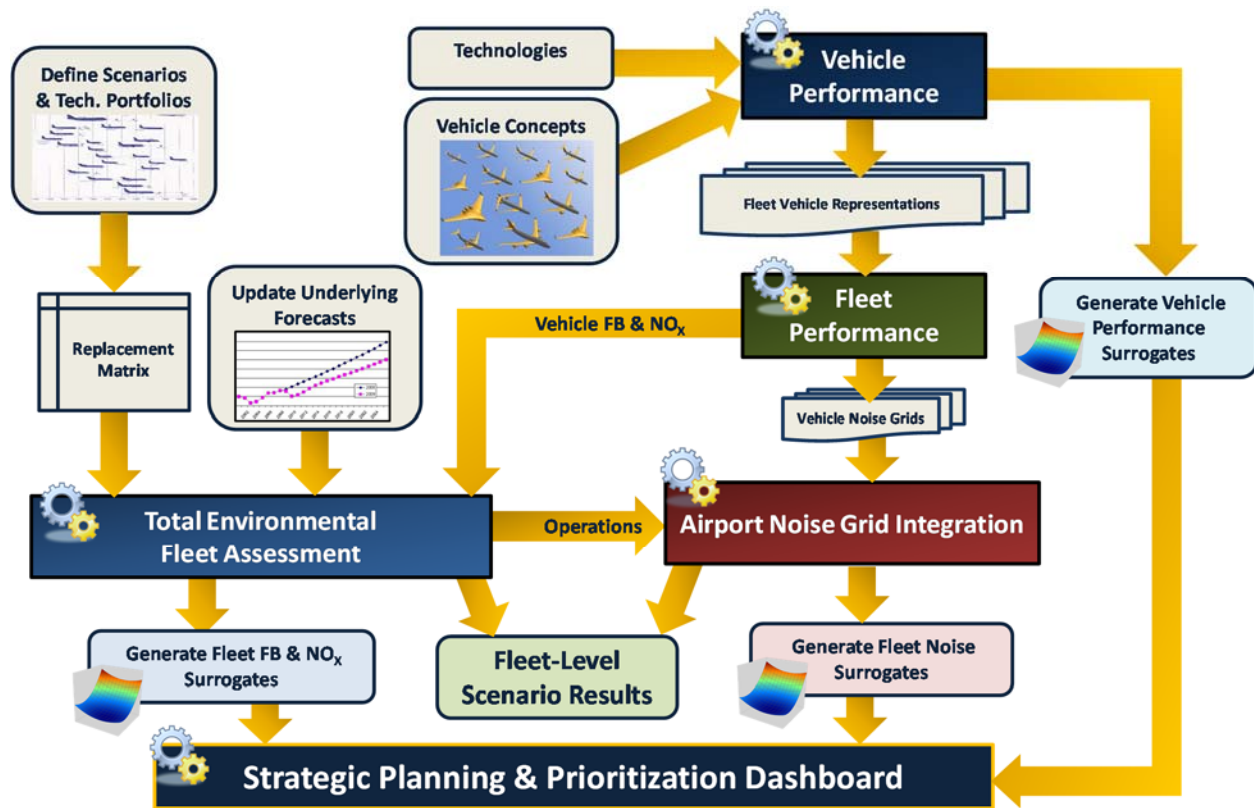 Define Scenarios
& Tech. Portfolios
Technologies
Vehicle Concepts
Vehicle
Performance
Fleet Vehicle Representations
Replacement
Matrix
Update Underlying
Forecasts
Vehicle FB & NOX
Fleet
Performance
Generate Vehicle
Performance
Surrogates
Vehicle Noise Grids
Total Environmental
Fleet Assessment
Operations
Airport Noise Grid Integration
Generate Fleet FB & NOX
Surrogates
Fleet-Level
Scenario Results
Generate Fleet Noise
Surrogates
Strategic Planning & Prioritization Dashboard